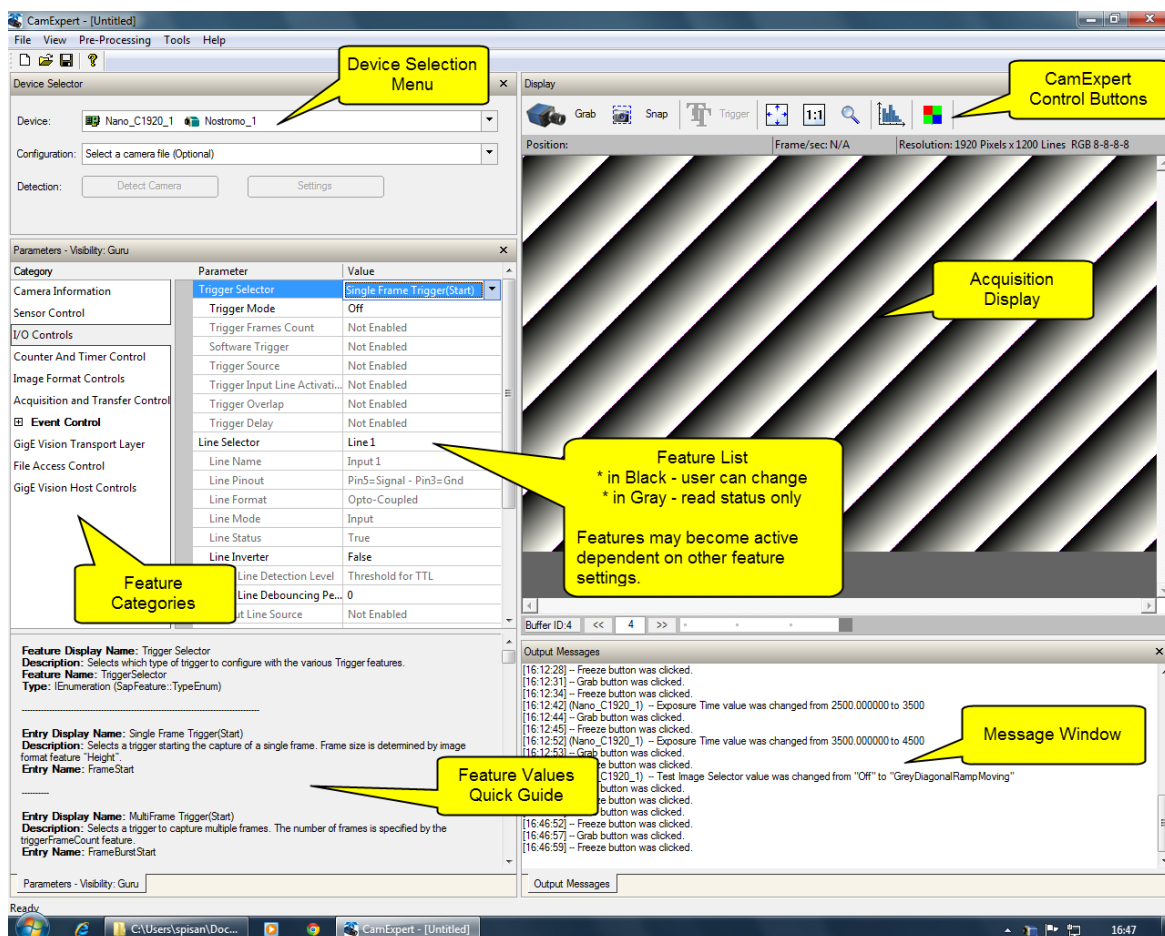 CamExpert - [Untitled]
File View Pre-Processing Tools Help
Device Selector
Device Selection
Menu
Device: Nano_C1920_1 Nostromo_1
Configuration: Select a camera file (Optional)
Detection: Detect Camera Settings
Display
CamExpert
Control Buttons
Grab Snap Trigger 1:1
Position: Frame/sec: N/A Resolution: 1920 Pixels x 1200 Lines RGB 8-8-8-8
Acquisition
Display
Parameters - Visibility: Guru
Category
Camera Information
Sensor Control
I/O Controls
Counter And Timer Control
Image Format Controls
Acquisition and Transfer Control
Event Control
GigE Vision Transport Layer
File Access Control
GigE Vision Host Controls
Feature
Categories
Parameter Value
Trigger Selector Single Frame Trigger(Start)
Trigger Mode Off
Trigger Frames Count Not Enabled
Software Trigger Not Enabled
Trigger Source Not Enabled
Trigger Input Line Activati... Not Enabled
Trigger Overlap Not Enabled
Trigger Delay Not Enabled
Line Selector Line 1
Line Name Input 1
Line Pinout Pin5=Signal - Pin3=Gnd
Line Format Opto-Coupled
Line Mode Input
Line Status True
Line Inverter False
Line Detection Level Threshold for TTL
Line Debouncing Pe... 0
Line Source Not Enabled
Feature List
* in Black - user can change
* in Gray - read status only
Features may become active
dependent on other feature
settings.
Buffer ID:4 << 4 >>
Feature Display Name: Trigger Selector
Description: Selects which type of trigger to configure with the various Trigger features.
Feature Name: TriggerSelector
Type: IEnumeration (SapFeature::TypeEnum)
Entry Display Name: Single Frame Trigger(Start)
Description: Selects a trigger starting the capture of a single frame. Frame size is determined by image
format feature "Height".
Entry Name: FrameStart
Entry Display Name: MultiFrame Trigger(Start)
Description: Selects a trigger to capture multiple frames. The number of frames is specified by the
triggerFrameCount feature.
Entry Name: FrameBurstStart
Feature Values
Quick Guide
Parameters - Visibility: Guru
Output Messages
[16:12:28] -- Freeze button was clicked.
[16:12:31] -- Grab button was clicked.
[16:12:34] -- Freeze button was clicked.
[16:12:42] (Nano_C1920_1) -- Exposure Time value was changed from 2500.000000 to 3500
[16:12:44] -- Grab button was clicked.
[16:12:45] -- Freeze button was clicked.
[16:12:52] (Nano_C1920_1) -- Exposure Time value was changed from 3500.000000 to 4500
[16:12:53] -- Grab button was clicked.
button was clicked.
C1920_1) -- Test Image Selector value was changed from "Off" to "GreyDiagonalRampMoving"
button was clicked.
button was clicked.
button was clicked.
[16:46:52] -- Freeze button was clicked.
[16:46:57] -- Grab button was clicked.
[16:46:59] -- Freeze button was clicked.
Message Window
Output Messages
Ready
C:\Users\spisan\Doc...
CamExpert - [Untitled]
16:47